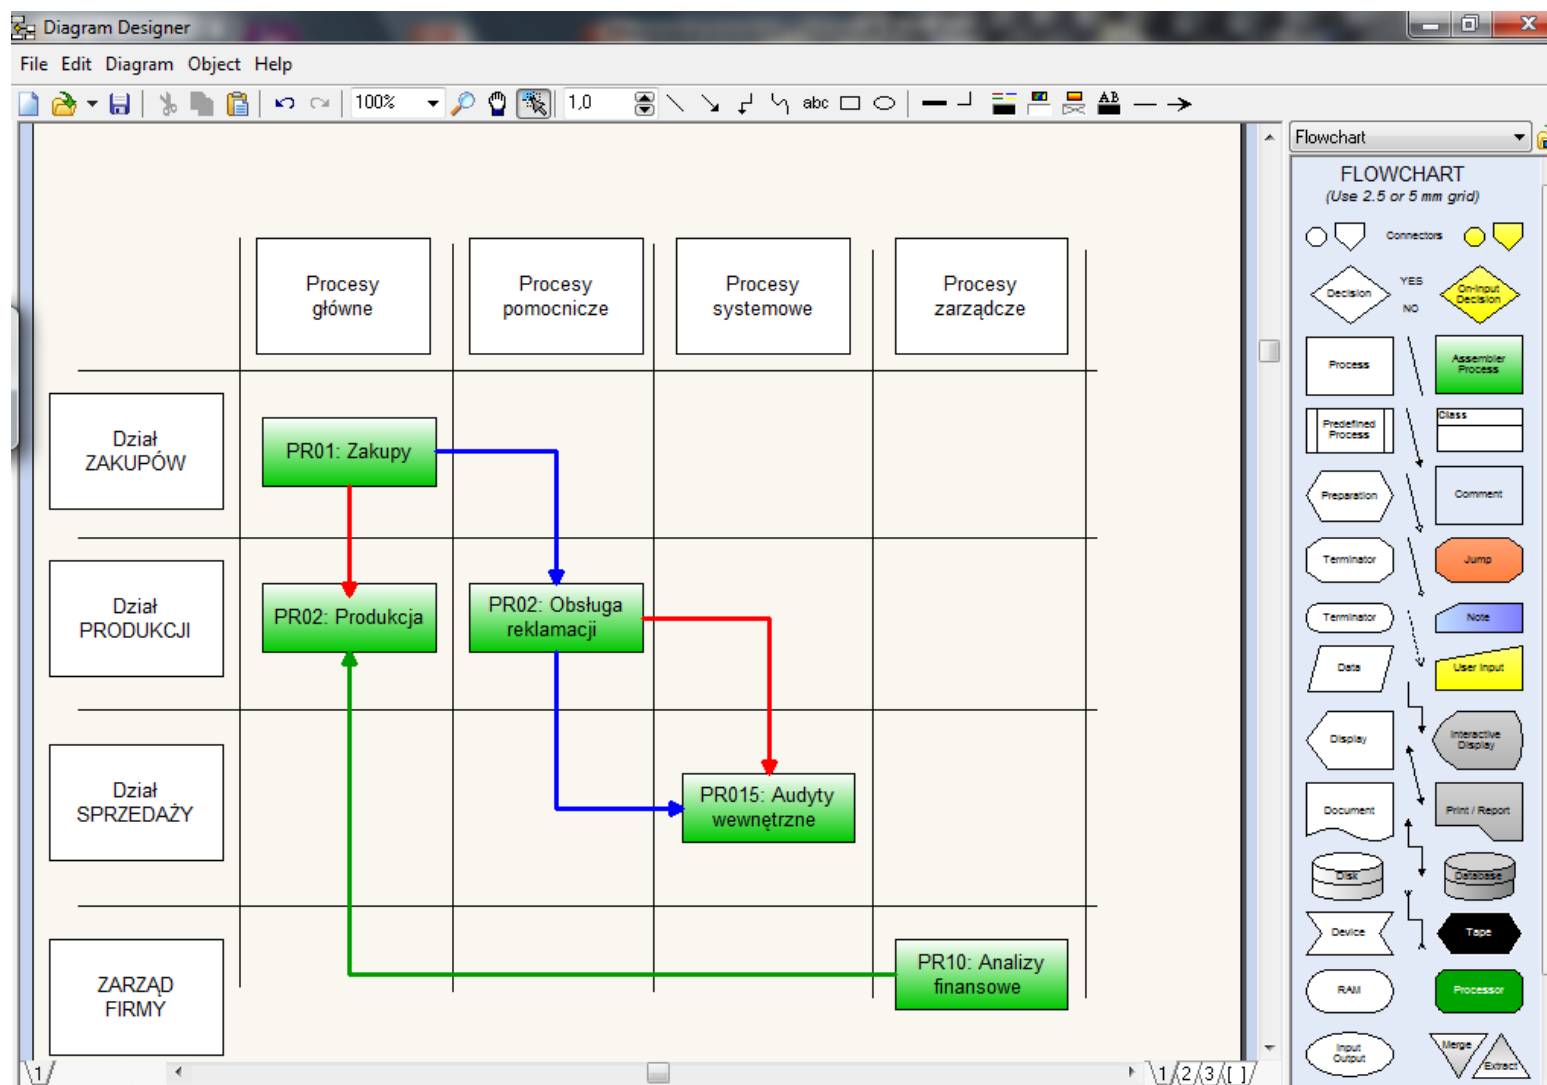 Diagram Designer
File Edit Diagram Object Help
100%
1,0
abc
AB
Flowchart
FLOWCHART
(Use 2.5 or 5 mm grid)
Connectors
Decision
YES
NO
On-Input
Decision
Process
Assembler
Process
Predefined
Process
Class
Preparation
Comment
Terminator
Jump
Terminator
Note
Data
User Input
Display
Interactive
Display
Document
Print / Report
Disk
Database
Device
Tape
RAM
Processor
Input
Output
Merge
Extract
Procesy
główne
Procesy
pomocnicze
Procesy
systemowe
Procesy
zarządcze
Dział
ZAKUPÓW
PR01: Zakupy
Dział
PRODUKCJI
PR02: Produkcja
PR02: Obsługa
reklamacji
Dział
SPRZEDAŻY
PR015: Audyty
wewnętrzne
ZARZĄD
FIRMY
PR10: Analizy
finansowe
1
1 2 3 [ ]